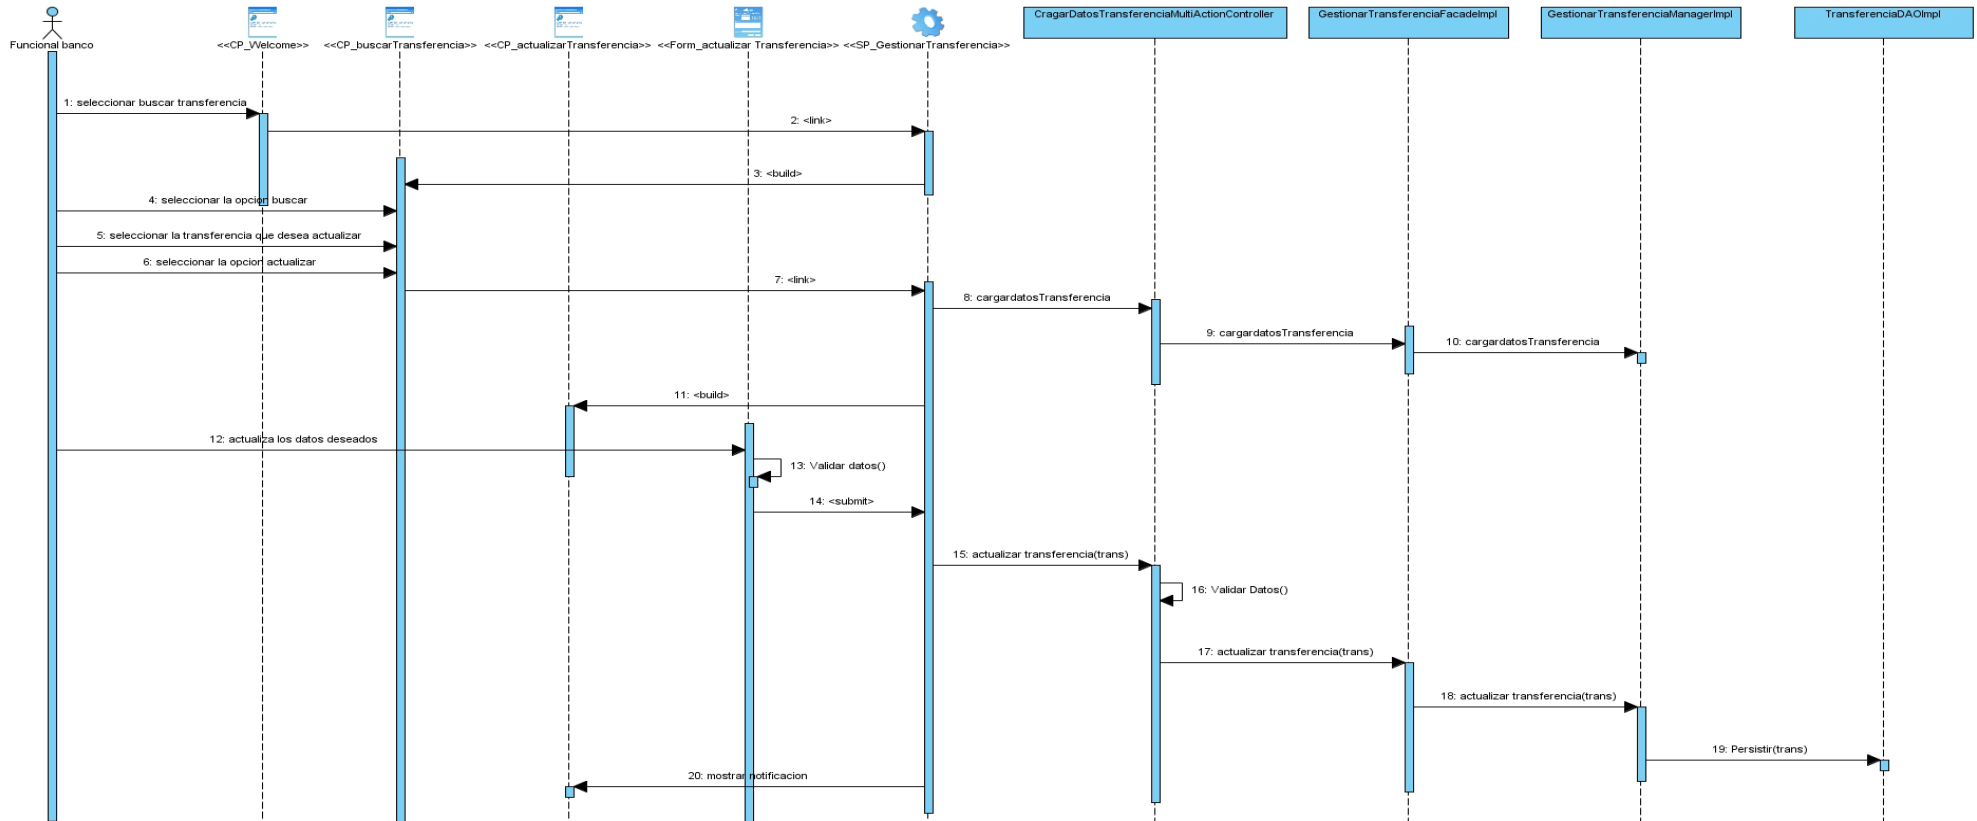 Funcional banco
<<CP_Welcome>>
<<CP_buscarTransferencia>>
<<CP_actualizarTransferencia>>
<<Form_actualizar Transferencia>>
<<SP_GestionarTransferencia>>
CragarDatosTransferenciaMultiActionController
GestionarTransferenciaFacadeImpl
GestionarTransferenciaManagerImpl
TransferenciaDAOImpl
1: seleccionar buscar transferencia
2: <link>
3: <build>
4: seleccionar la opcion buscar
5: seleccionar la transferencia que desea actualizar
6: seleccionar la opcion actualizar
7: <link>
8: cargardatosTransferencia
9: cargardatosTransferencia
10: cargardatosTransferencia
11: <build>
12: actualiza los datos deseados
13: Validar datos()
14: <submit>
15: actualizar transferencia(trans)
16: Validar Datos()
17: actualizar transferencia(trans)
18: actualizar transferencia(trans)
19: Persistir(trans)
20: mostrar notificacion